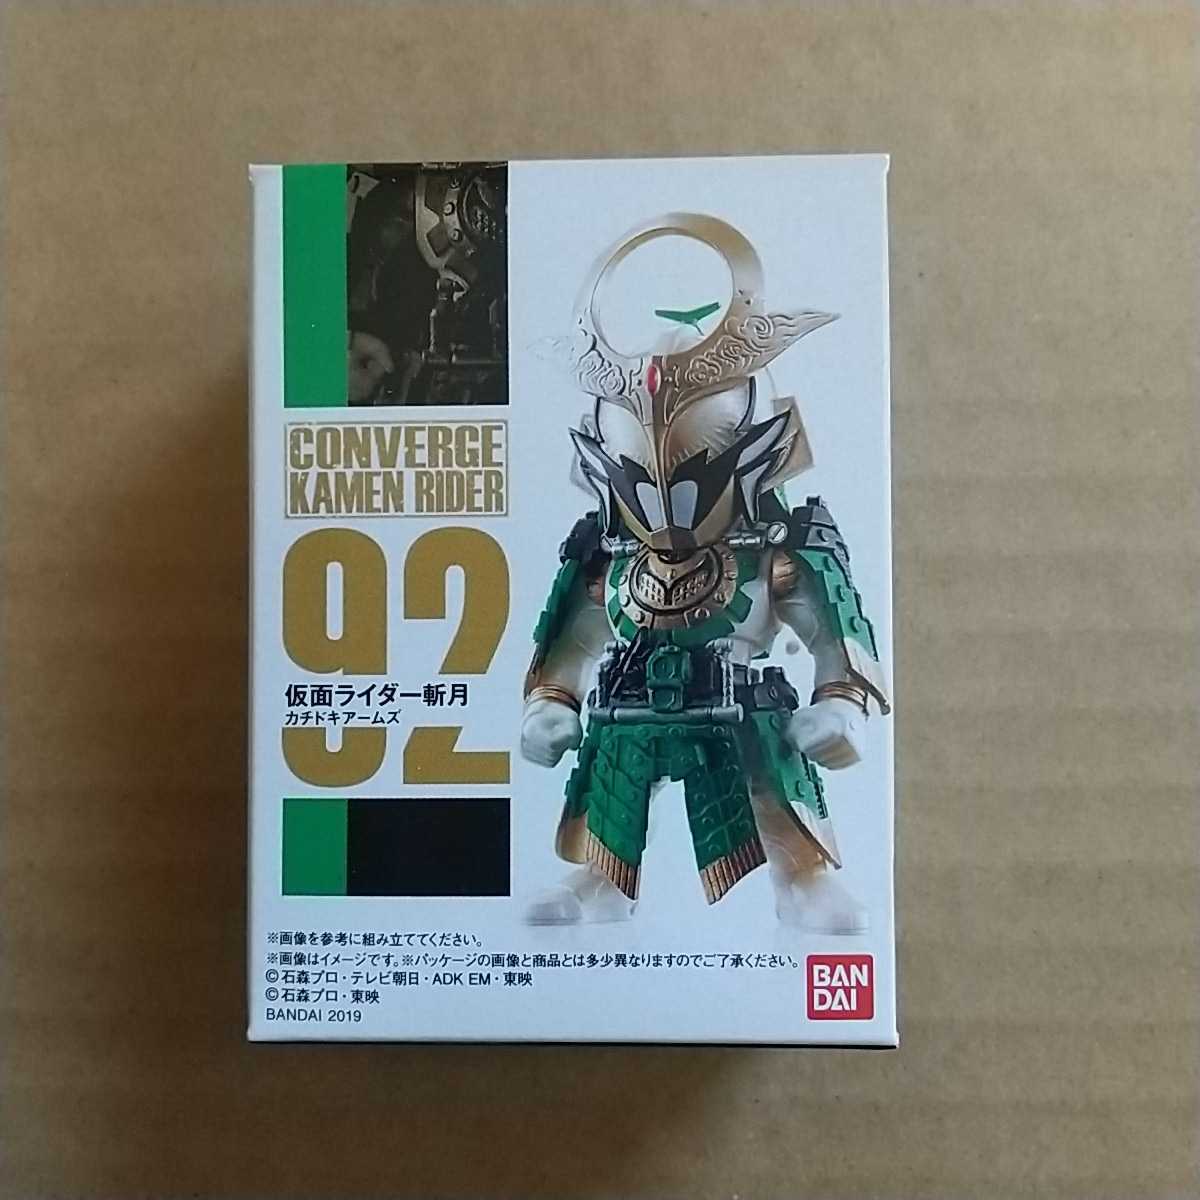 CONVERGE
KAMEN RIDER
92
仮面ライダー斬月
カチドキアームズ
※画像を参考に組み立ててください。
※画像はイメージです。※パッケージの画像と商品とは多少異なりますのでご了承ください。
©石森プロ・テレビ朝日・ADK EM・東映
©石森プロ・東映
BANDAI 2019
BAN
DAI